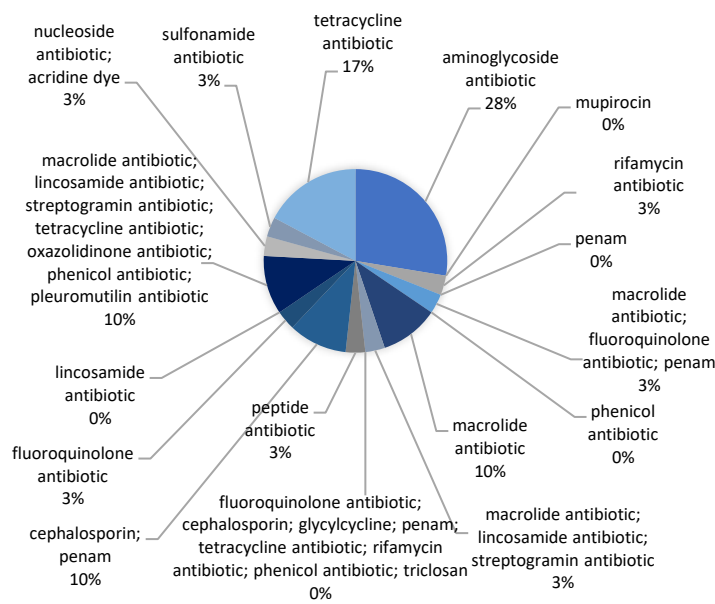 tetracycline
antibiotic
17%
aminoglycoside
antibiotic
28%
mupirocin
0%
rifamycin
antibiotic
3%
penam
0%
macrolide
antibiotic;
fluoroquinolone
antibiotic; penam
3%
phenicol
antibiotic
0%
macrolide
antibiotic
10%
macrolide antibiotic;
lincosamide antibiotic;
streptogramin antibiotic
3%
fluoroquinolone antibiotic;
cephalosporin; glycylcycline; penam;
tetracycline antibiotic; rifamycin
antibiotic; phenicol antibiotic; triclosan
0%
peptide
antibiotic
3%
cephalosporin;
penam
10%
fluoroquinolone
antibiotic
3%
lincosamide
antibiotic
0%
macrolide antibiotic;
lincosamide antibiotic;
streptogramin antibiotic;
tetracycline antibiotic;
oxazolidinone antibiotic;
phenicol antibiotic;
pleuromutilin antibiotic
10%
nucleoside
antibiotic;
acridine dye
3%
sulfonamide
antibiotic
3%